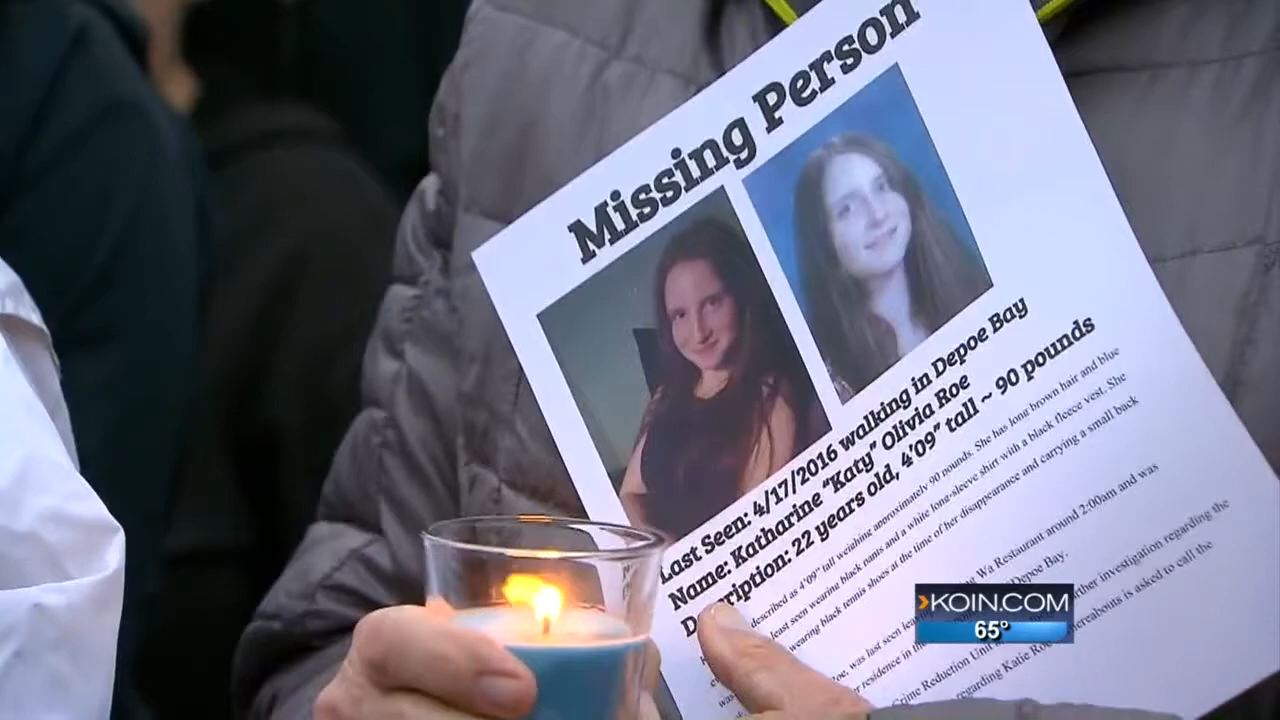 Missing Person
Last Seen: 4/17/2016 walking in Depoe Bay
Name: Katharine "Katy" Olivia Roe
Description: 22 years old, 4'09" tall ~ 90 pounds
described as 4'09" tall weighing approximately 90 pounds. She has long brown hair and blue
least seen wearing black pants and a white long-sleeve shirt with a black fleece vest. She
wearing black tennis shoes at the time of her disappearance and carrying a small back
was last seen Wa Restaurant around 2:00am and was
residence in Depoe Bay.
further investigation regarding the
Crime Reduction Unit
regarding Katie Roe whereabouts is asked to call the
KOIN.COM
65°